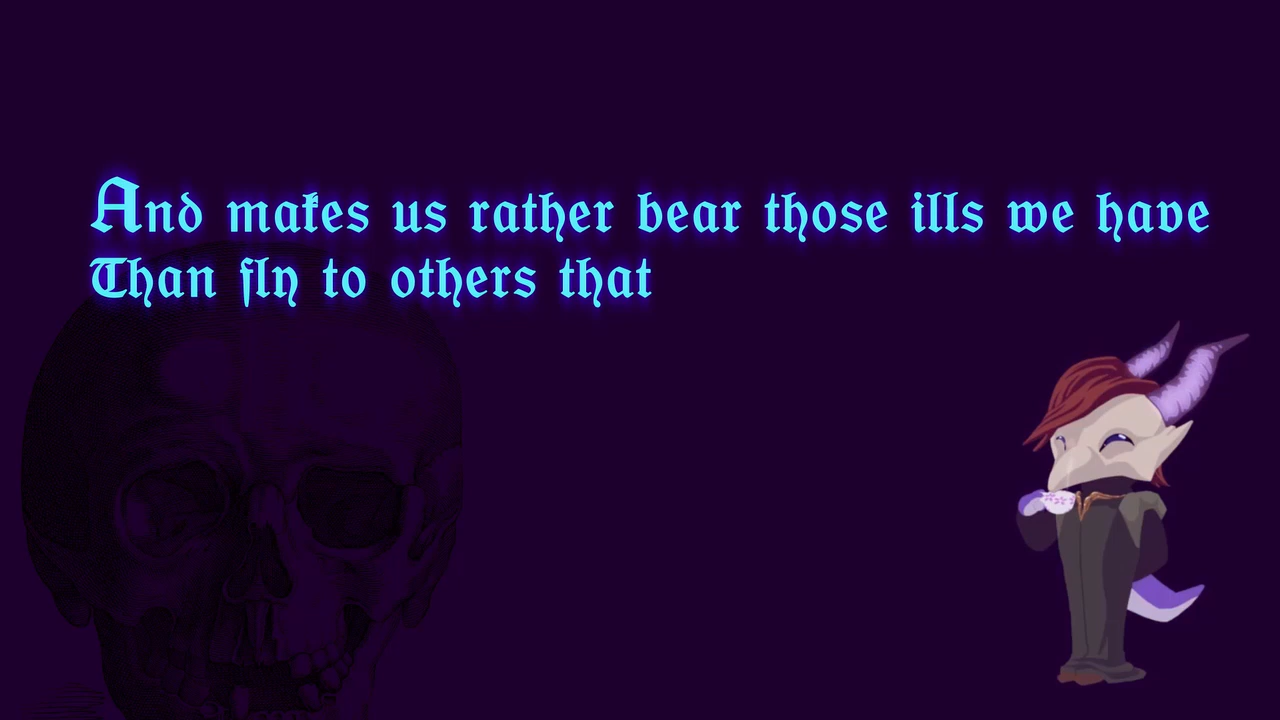 And makes us rather bear those ills we have
Than fly to others that